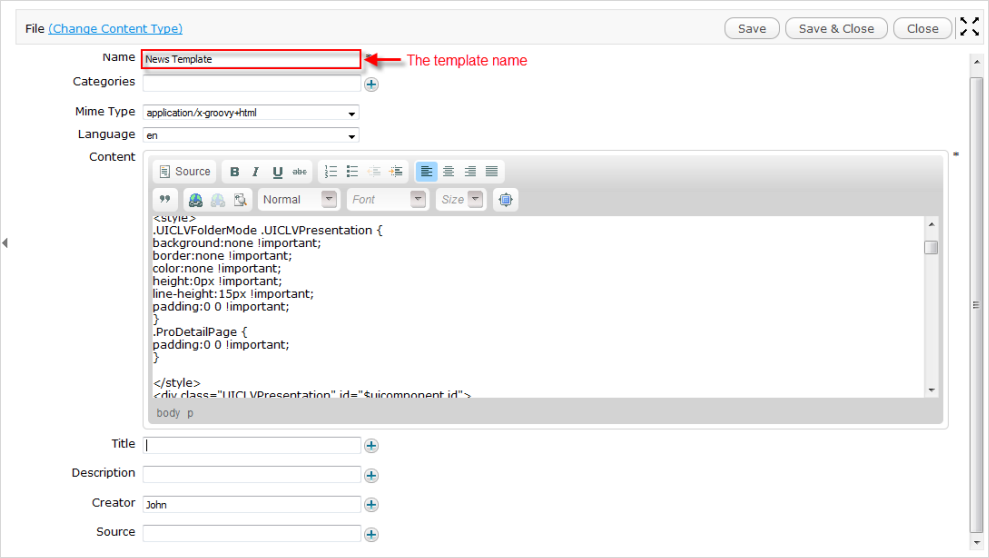 File (Change Content Type)
Save
Save & Close
Close
Name
News Template
The template name
Categories
Mime Type
application/x-groovy+html
Language
en
Content
Source
B I U abc
Normal
Font
Size
<style>
.UICLVFolderMode .UICLVPresentation {
background:none !important;
border:none !important;
color:none !important;
height:0px !important;
line-height:15px !important;
padding:0 0 !important;
}
.ProDetailPage {
padding:0 0 !important;
}
</style>
<div class="UICLVPresentation" id="$uicomponent.id">
body p
Title
Description
Creator
John
Source